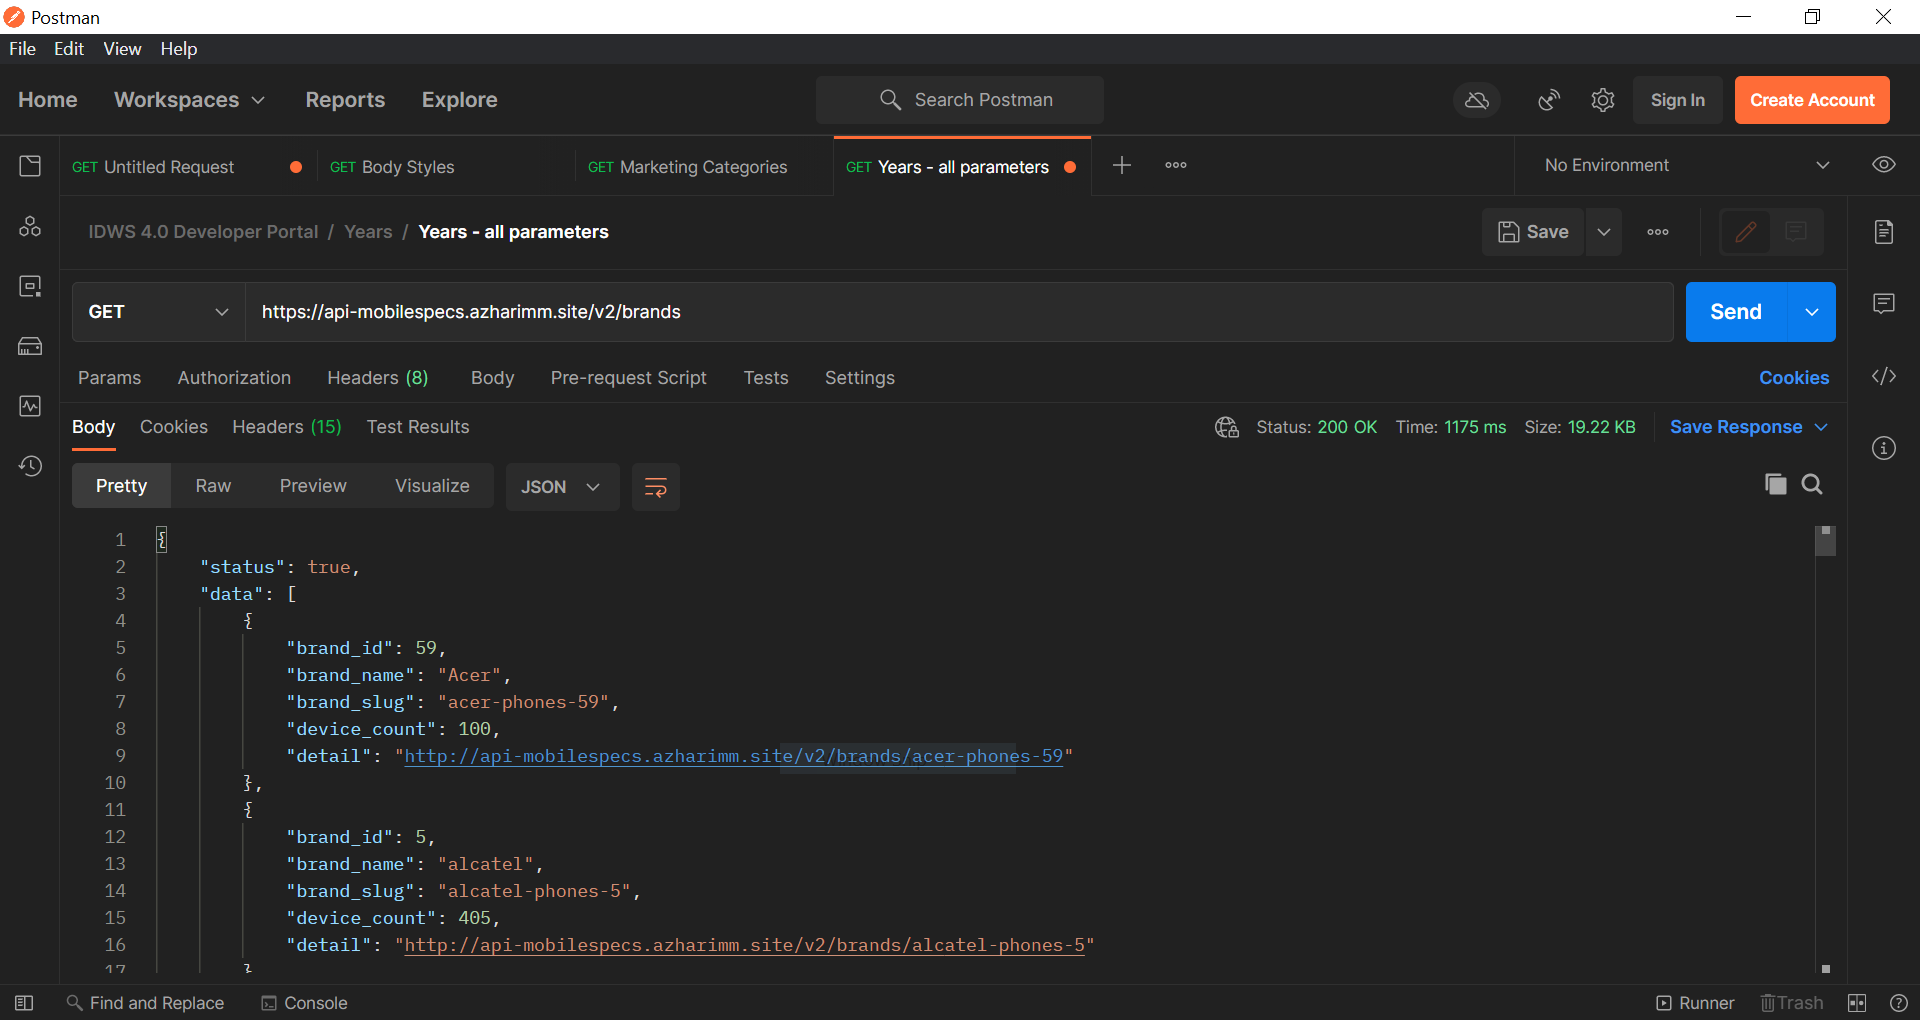 Postman
File Edit View Help
Home Workspaces Reports Explore Search Postman Sign In Create Account
GET Untitled Request GET Body Styles GET Marketing Categories GET Years - all parameters No Environment
IDWS 4.0 Developer Portal / Years / Years - all parameters Save
GET https://api-mobilespecs.azharimm.site/v2/brands Send
Params Authorization Headers (8) Body Pre-request Script Tests Settings Cookies
Body Cookies Headers (15) Test Results Status: 200 OK Time: 1175 ms Size: 19.22 KB Save Response
Pretty Raw Preview Visualize JSON
1 {
2 "status": true,
3 "data": [
4 {
5 "brand_id": 59,
6 "brand_name": "Acer",
7 "brand_slug": "acer-phones-59",
8 "device_count": 100,
9 "detail": "http://api-mobilespecs.azharimm.site/v2/brands/acer-phones-59"
10 },
11 {
12 "brand_id": 5,
13 "brand_name": "alcatel",
14 "brand_slug": "alcatel-phones-5",
15 "device_count": 405,
16 "detail": "http://api-mobilespecs.azharimm.site/v2/brands/alcatel-phones-5"
17 }
Find and Replace Console Runner Trash